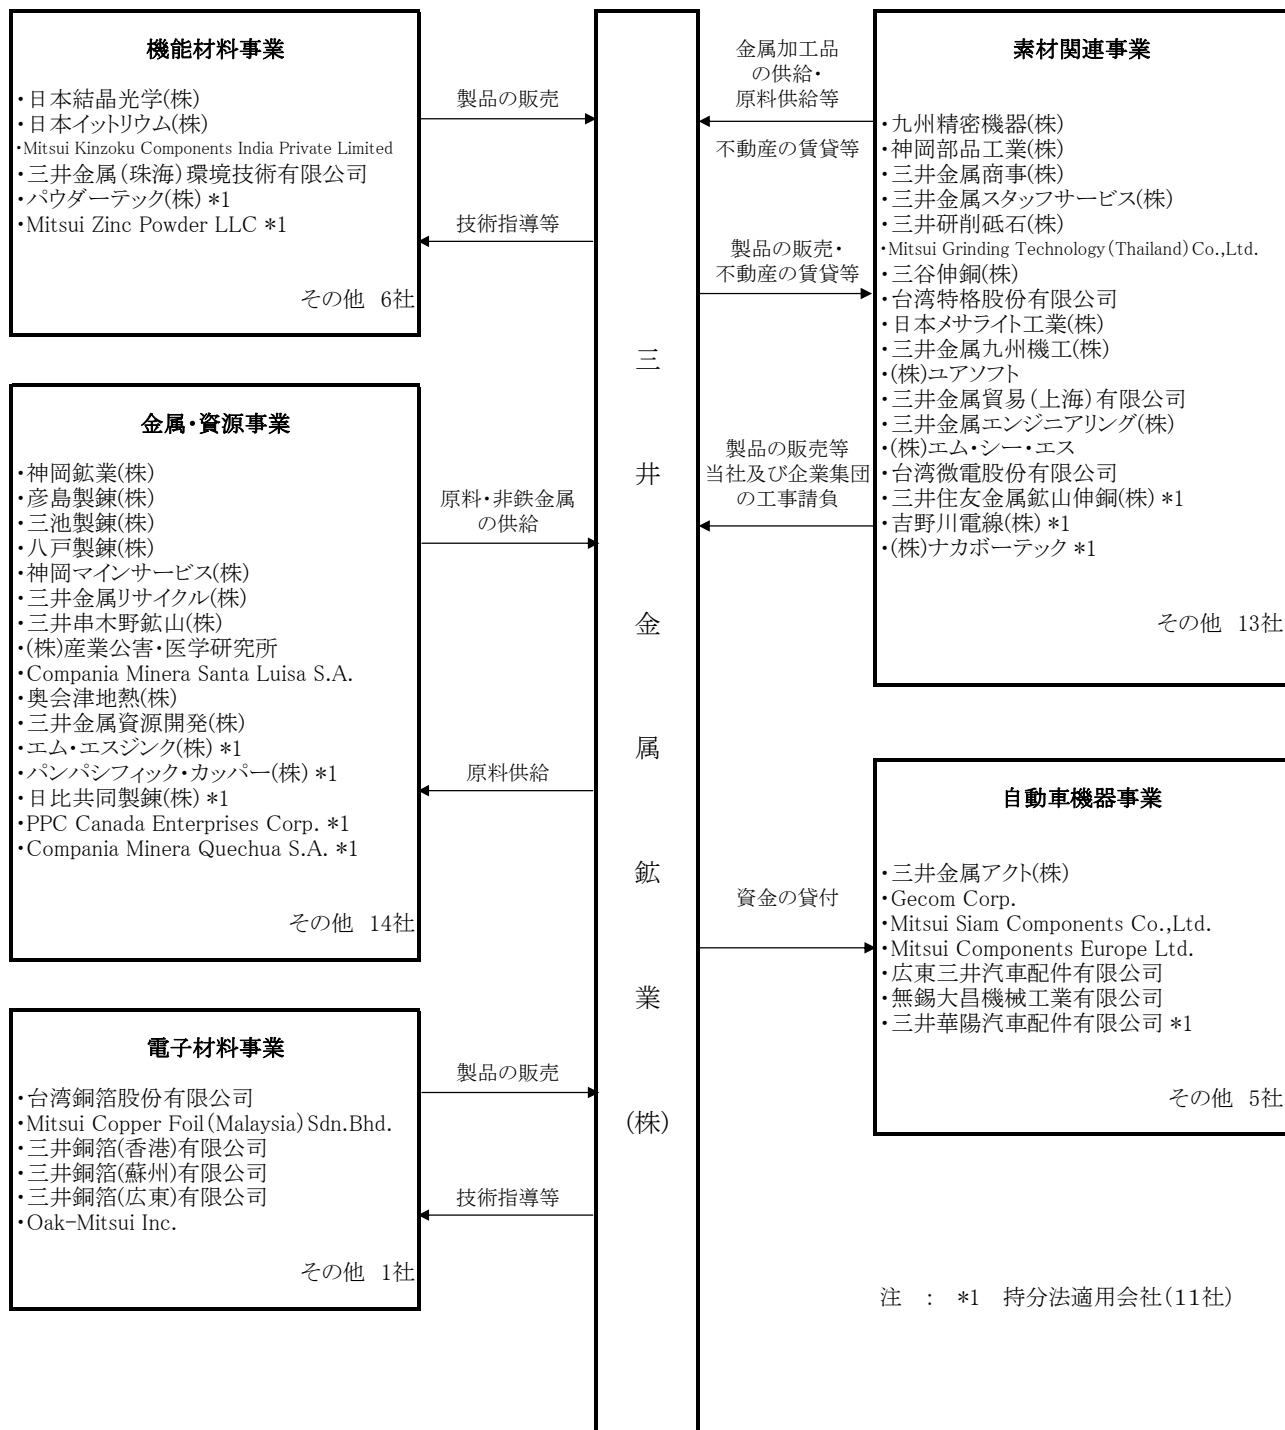 機能材料事業
・日本結晶光学(株)
・日本イットリウム(株)
・Mitsui Kinzoku Components India Private Limited
・三井金属(珠海)環境技術有限公司
・パウダーテック(株) *1
・Mitsui Zinc Powder LLC *1
その他 6社
製品の販売
技術指導等
金属・資源事業
・神岡鉱業(株)
・彦島製錬(株)
・三池製錬(株)
・八戸製錬(株)
・神岡マインサービス(株)
・三井金属リサイクル(株)
・三井串木野鉱山(株)
・(株)産業公害・医学研究所
・Compania Minera Santa Luisa S.A.
・奥会津地熱(株)
・三井金属資源開発(株)
・エム・エスジンク(株) *1
・パンパシフィック・カッパー(株) *1
・日比共同製錬(株) *1
・PPC Canada Enterprises Corp. *1
・Compania Minera Quechua S.A. *1
その他 14社
原料・非鉄金属
の供給
原料供給
電子材料事業
・台湾銅箔股份有限公司
・Mitsui Copper Foil(Malaysia)Sdn.Bhd.
・三井銅箔(香港)有限公司
・三井銅箔(蘇州)有限公司
・三井銅箔(広東)有限公司
・Oak-Mitsui Inc.
その他 1社
製品の販売
技術指導等
三
井
金
属
鉱
業
(株)
金属加工品
の供給・
原料供給等
不動産の賃貸等
製品の販売・
不動産の賃貸等
製品の販売等
当社及び企業集団
の工事請負
素材関連事業
・九州精密機器(株)
・神岡部品工業(株)
・三井金属商事(株)
・三井金属スタッフサービス(株)
・三井研削砥石(株)
・Mitsui Grinding Technology(Thailand)Co.,Ltd.
・三谷伸銅(株)
・台湾特格股份有限公司
・日本メサライト工業(株)
・三井金属九州機工(株)
・(株)ユアソフト
・三井金属貿易(上海)有限公司
・三井金属エンジニアリング(株)
・(株)エム・シー・エス
・台湾微電股份有限公司
・三井住友金属鉱山伸銅(株) *1
・吉野川電線(株) *1
・(株)ナカボーテック *1
その他 13社
資金の貸付
自動車機器事業
・三井金属アクト(株)
・Gecom Corp.
・Mitsui Siam Components Co.,Ltd.
・Mitsui Components Europe Ltd.
・広東三井汽車配件有限公司
・無錫大昌機械工業有限公司
・三井華陽汽車配件有限公司 *1
その他 5社
注 : *1 持分法適用会社(11社)